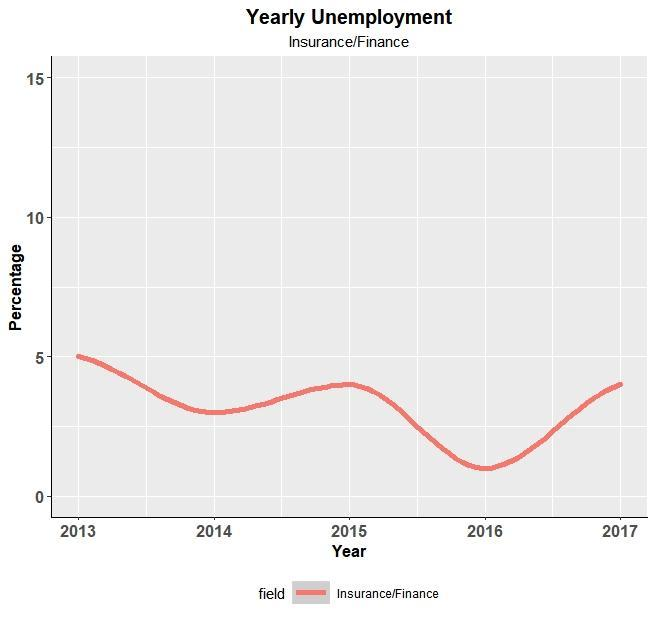 Yearly Unemployment
Insurance/Finance
15
10
5
0
Percentage
2013 2014 2015 2016 2017
Year
field Insurance/Finance